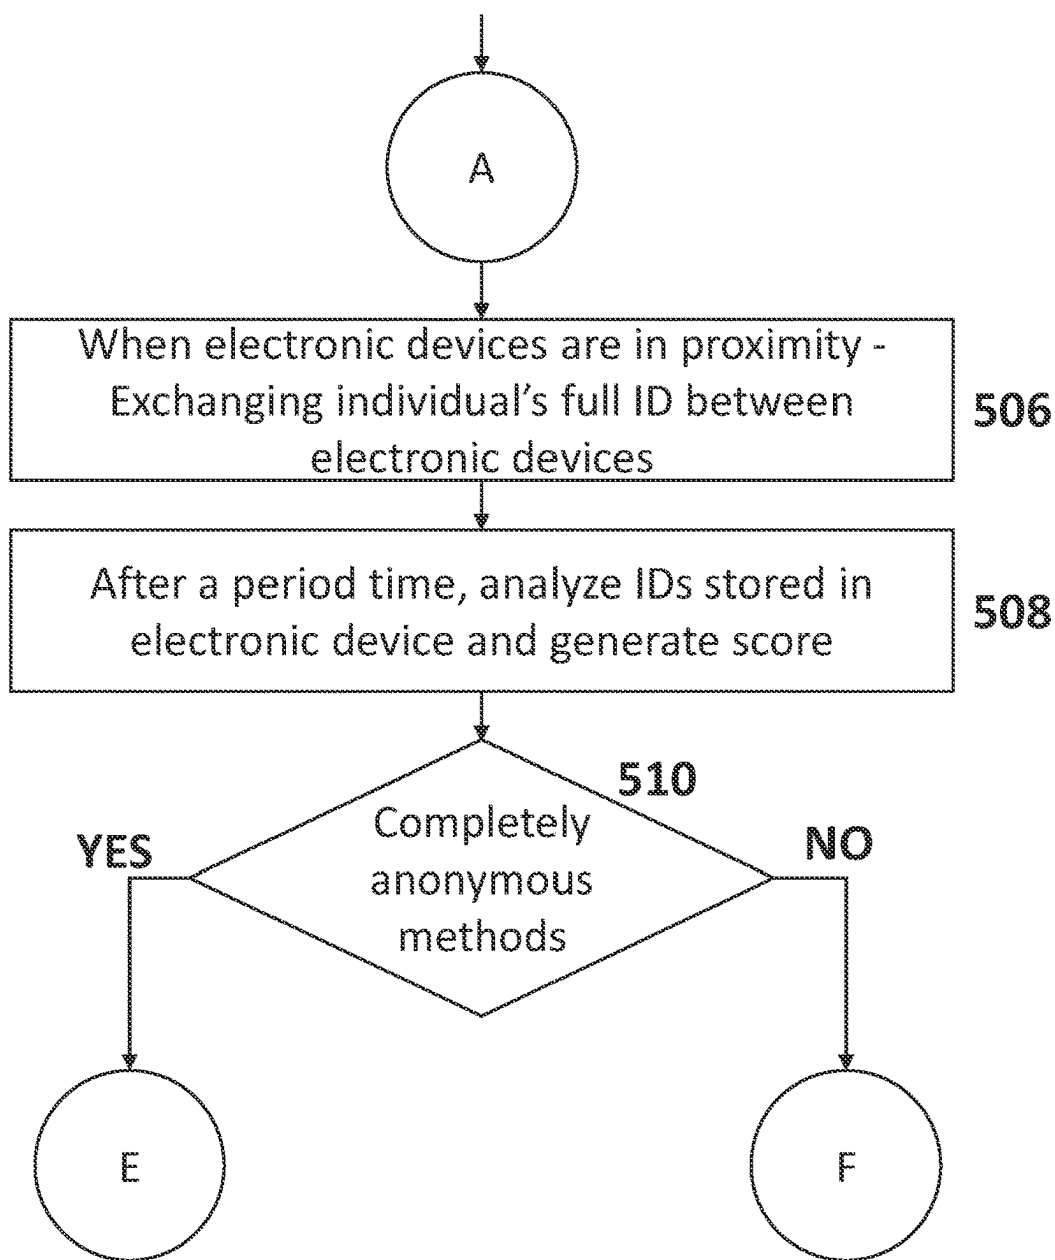 A
When electronic devices are in proximity -
Exchanging individual's full ID between
electronic devices
506
After a period time, analyze IDs stored in
electronic device and generate score
508
510
Completely
anonymous
methods
YES
NO
E
F